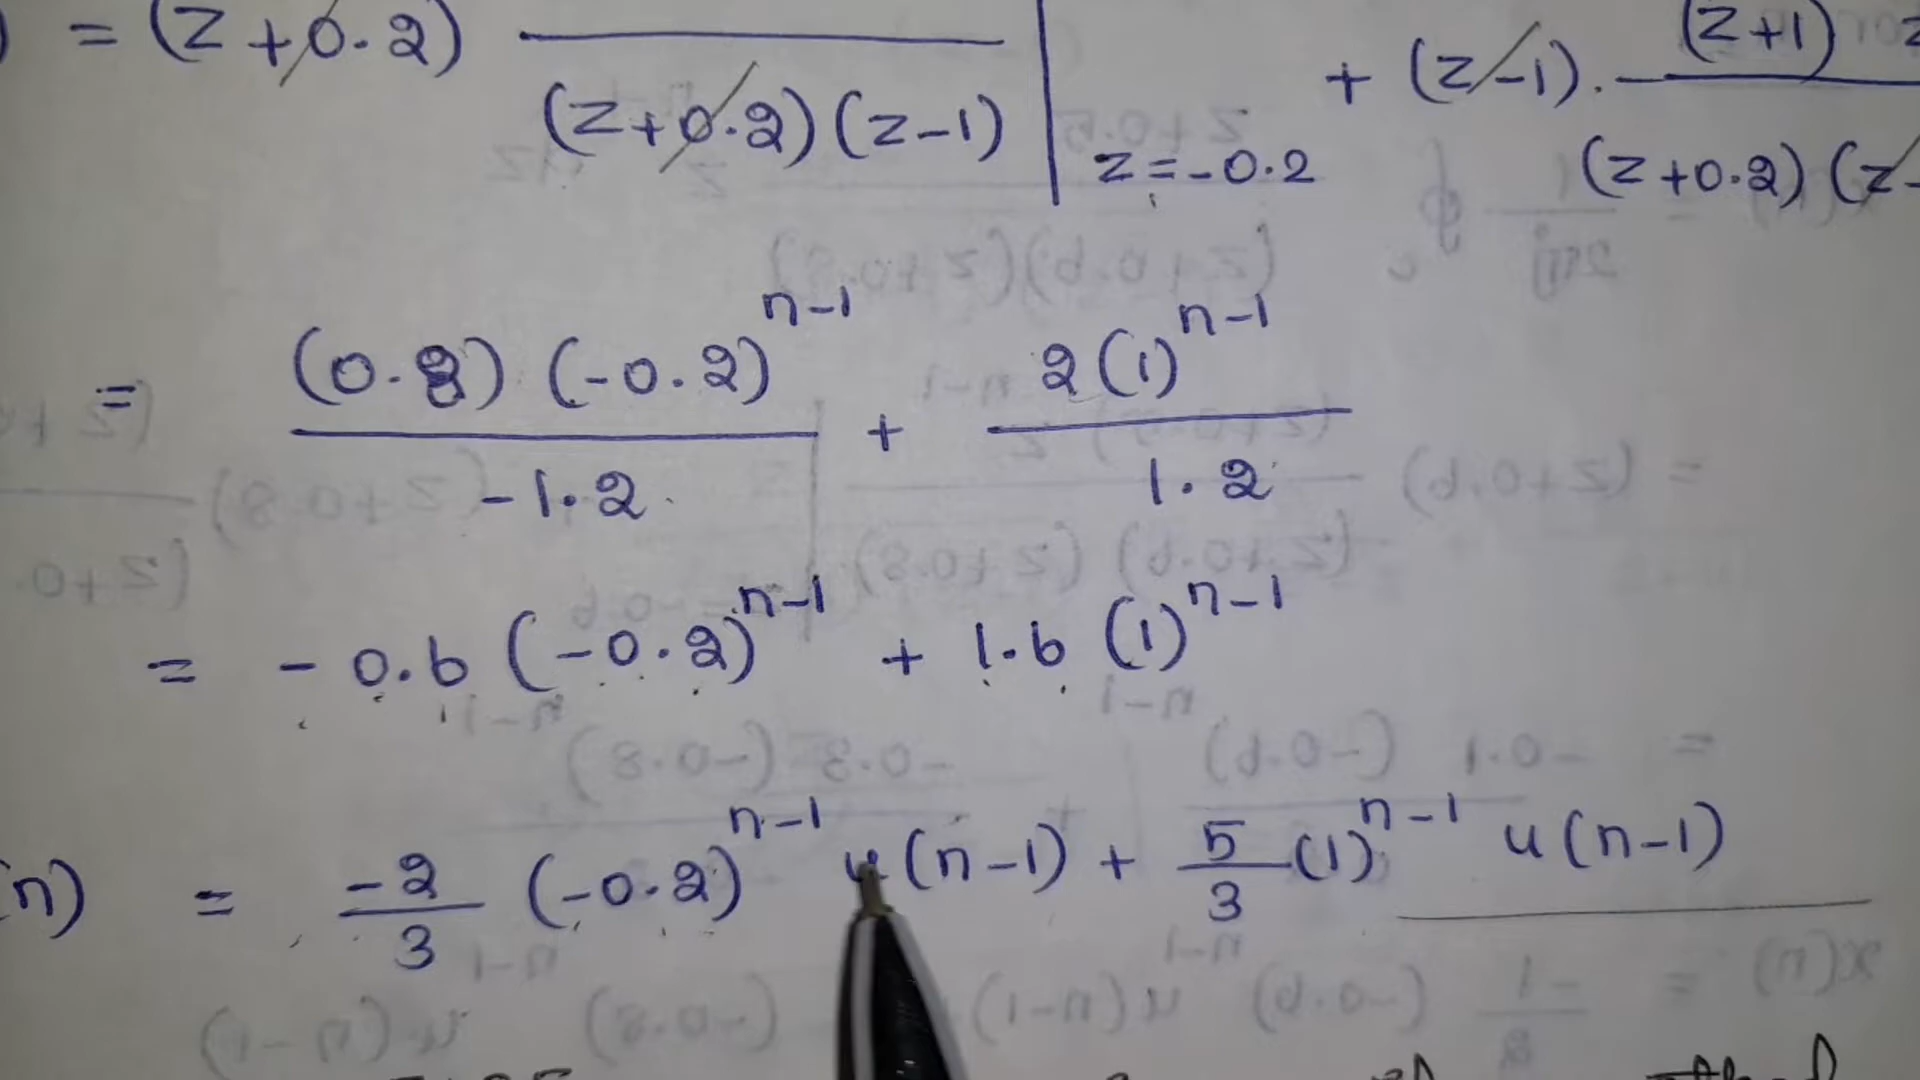 ) = (z+0.2) ――― / (z+0.2)(z-1) | z=-0.2 + (z-1). (z+1) z / (z+0.2)(z-
= (0.8)(-0.2)^{n-1} / -1.2 + 2(1)^{n-1} / 1.2
= -0.6 (-0.2)^{n-1} + 1.6 (1)^{n-1}
(n) = -2/3 (-0.2)^{n-1} u(n-1) + 5/3 (1)^{n-1} u(n-1)